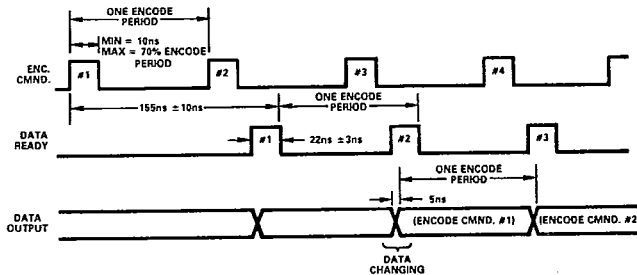 ONE ENCODE
PERIOD
MIN = 10ns
MAX = 70% ENCODE
PERIOD
ENC.
CMND.
#1
#2
#3
#4
155ns ±10ns
ONE ENCODE
PERIOD
DATA
READY
#1
22ns ±3ns
#2
#3
ONE ENCODE
PERIOD
5ns
DATA
OUTPUT
(ENCODE CMND. #1)
(ENCODE CMND. #2
DATA
CHANGING